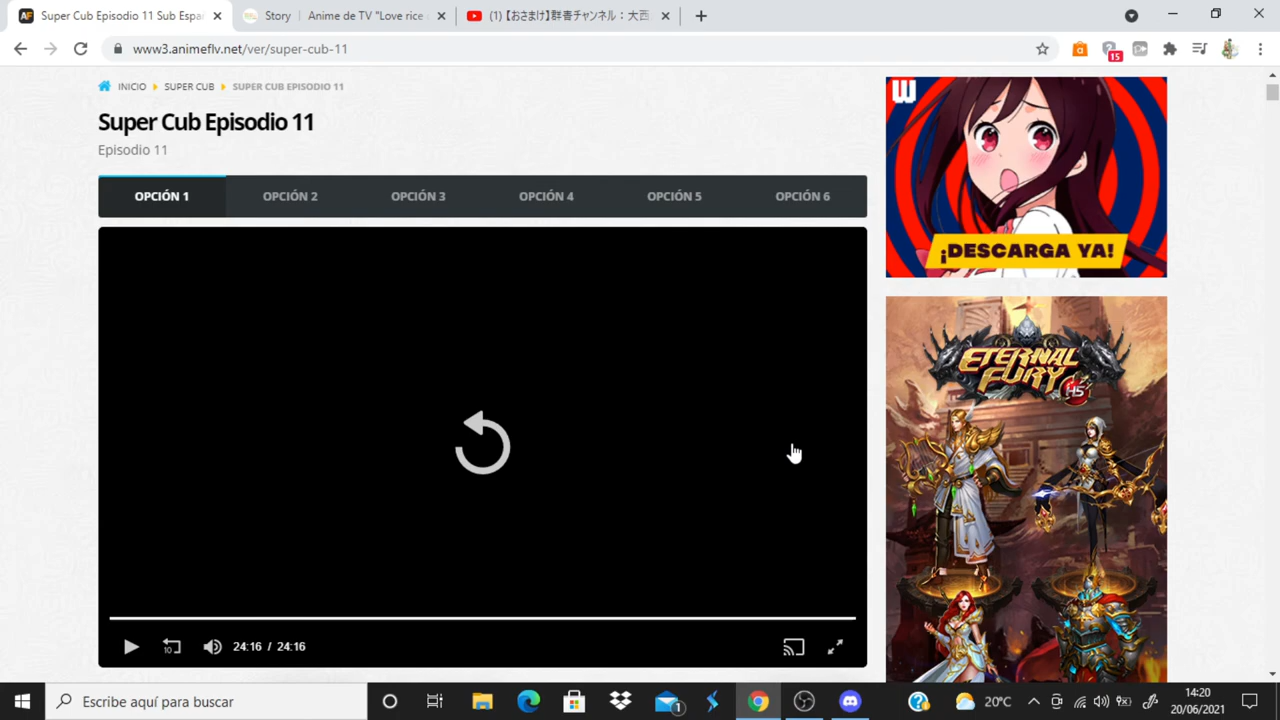 Super Cub Episodio 11 Sub Espa
Story | Anime de TV "Love rice
(1) 【おさまけ】群青チャンネル：大西
www3.animeflv.net/ver/super-cub-11
15
INICIO SUPER CUB SUPER CUB EPISODIO 11
Super Cub Episodio 11
Episodio 11
OPCIÓN 1 OPCIÓN 2 OPCIÓN 3 OPCIÓN 4 OPCIÓN 5 OPCIÓN 6
W
¡DESCARGA YA!
ETERNAL
FURY
H5
10
24:16 / 24:16
Escribe aquí para buscar
1
20°C
14:20
20/06/2021